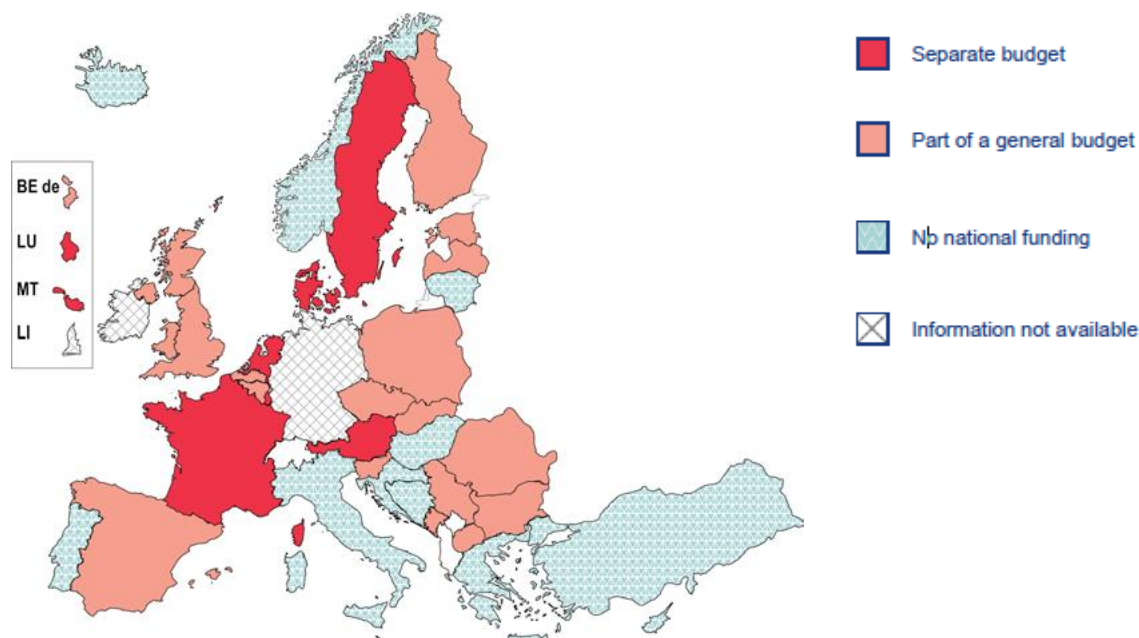 Separate budget
Part of a general budget
No national funding
Information not available
BE de
LU
MT
LI